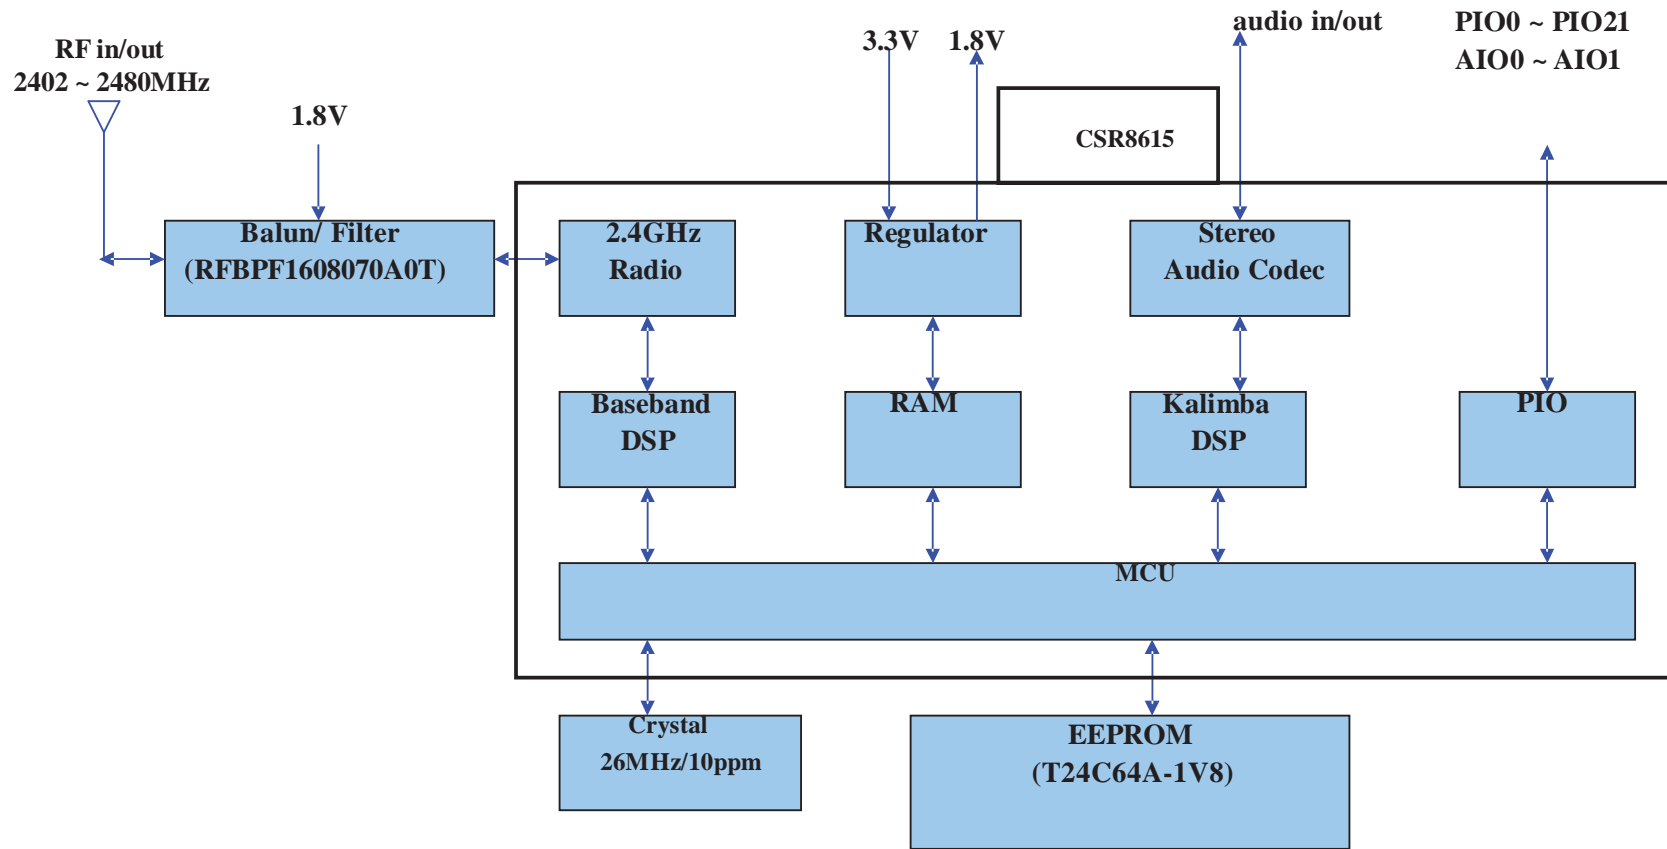 RF in/out
2402 ~ 2480MHz
1.8V
3.3V
1.8V
audio in/out
PIO0 ~ PIO21
AIO0 ~ AIO1
CSR8615
Balun/ Filter
(RFBPF1608070A0T)
2.4GHz
Radio
Regulator
Stereo
Audio Codec
Baseband
DSP
RAM
Kalimba
DSP
PIO
MCU
Crystal
26MHz/10ppm
EEPROM
(T24C64A-1V8)